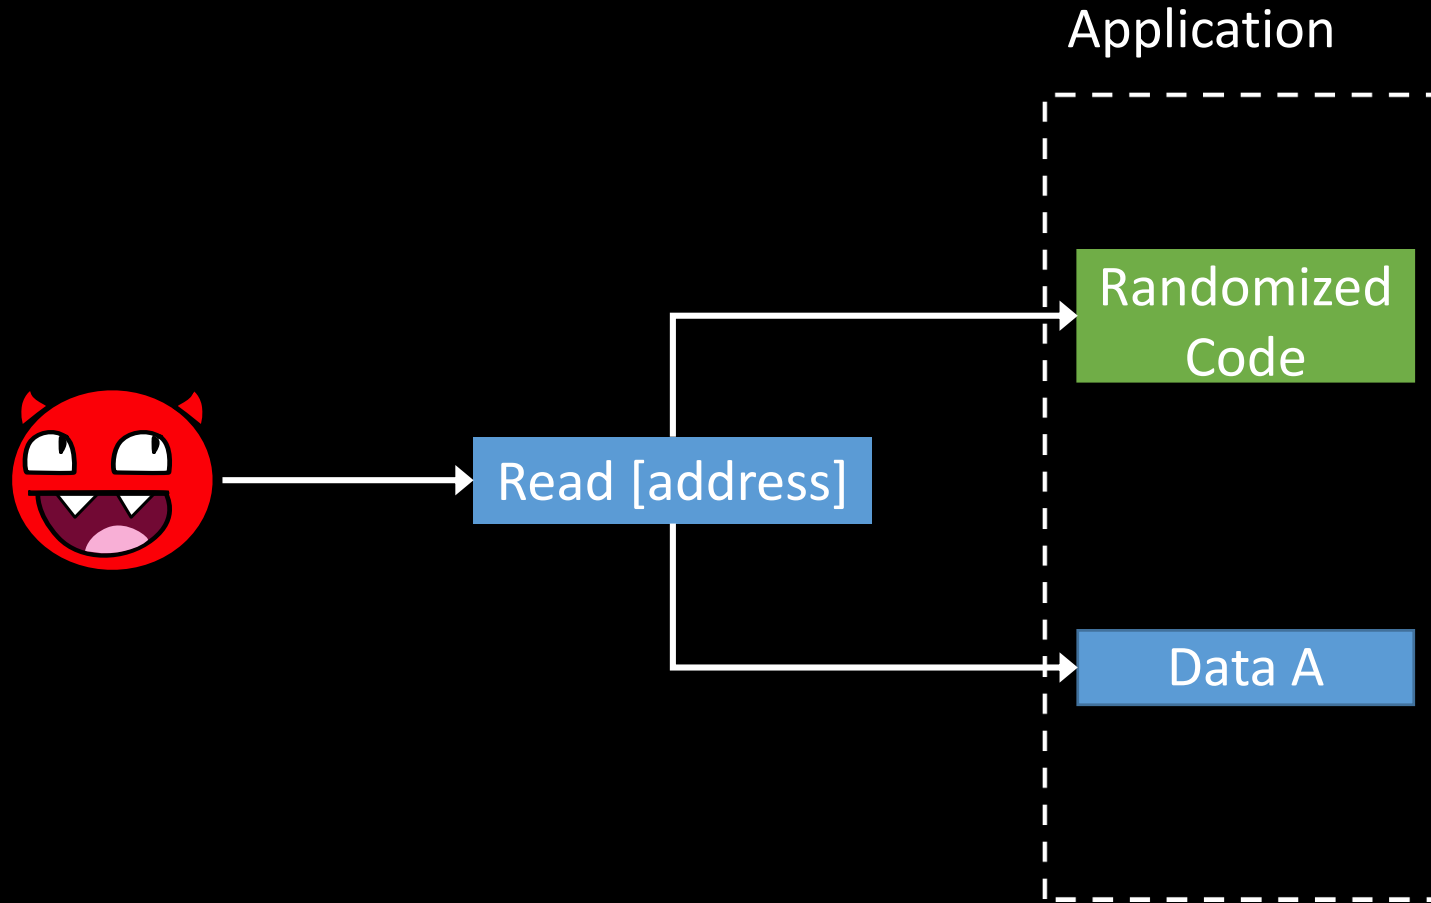 Application
Randomized
Code
Read [address]
Data A